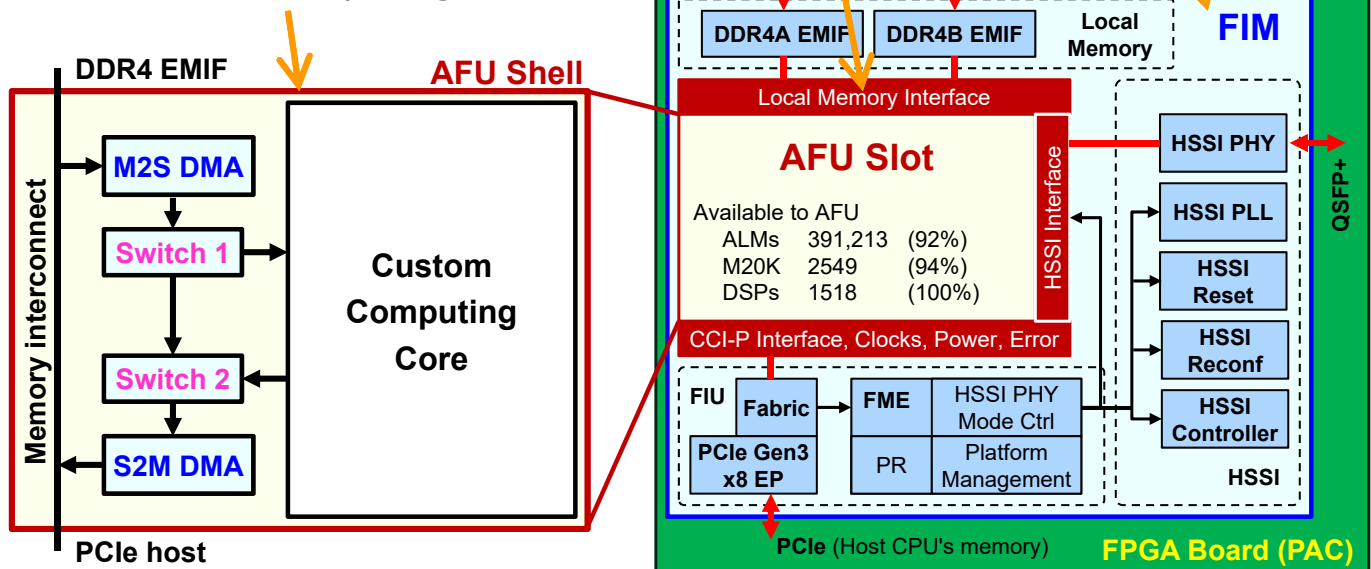 DDR4 EMIF
AFU Shell
Memory interconnect
M2S DMA
Switch 1
Switch 2
S2M DMA
Custom
Computing
Core
PCIe host
DDR4A EMIF
DDR4B EMIF
Local
Memory
FIM
Local Memory Interface
AFU Slot
Available to AFU
ALMs 391,213 (92%)
M20K 2549 (94%)
DSPs 1518 (100%)
HSSI Interface
CCI-P Interface, Clocks, Power, Error
HSSI PHY
HSSI PLL
HSSI
Reset
HSSI
Reconf
HSSI
Controller
HSSI
QSFP+
FIU
Fabric
PCIe Gen3
x8 EP
FME
HSSI PHY
Mode Ctrl
PR
Platform
Management
PCIe (Host CPU's memory)
FPGA Board (PAC)